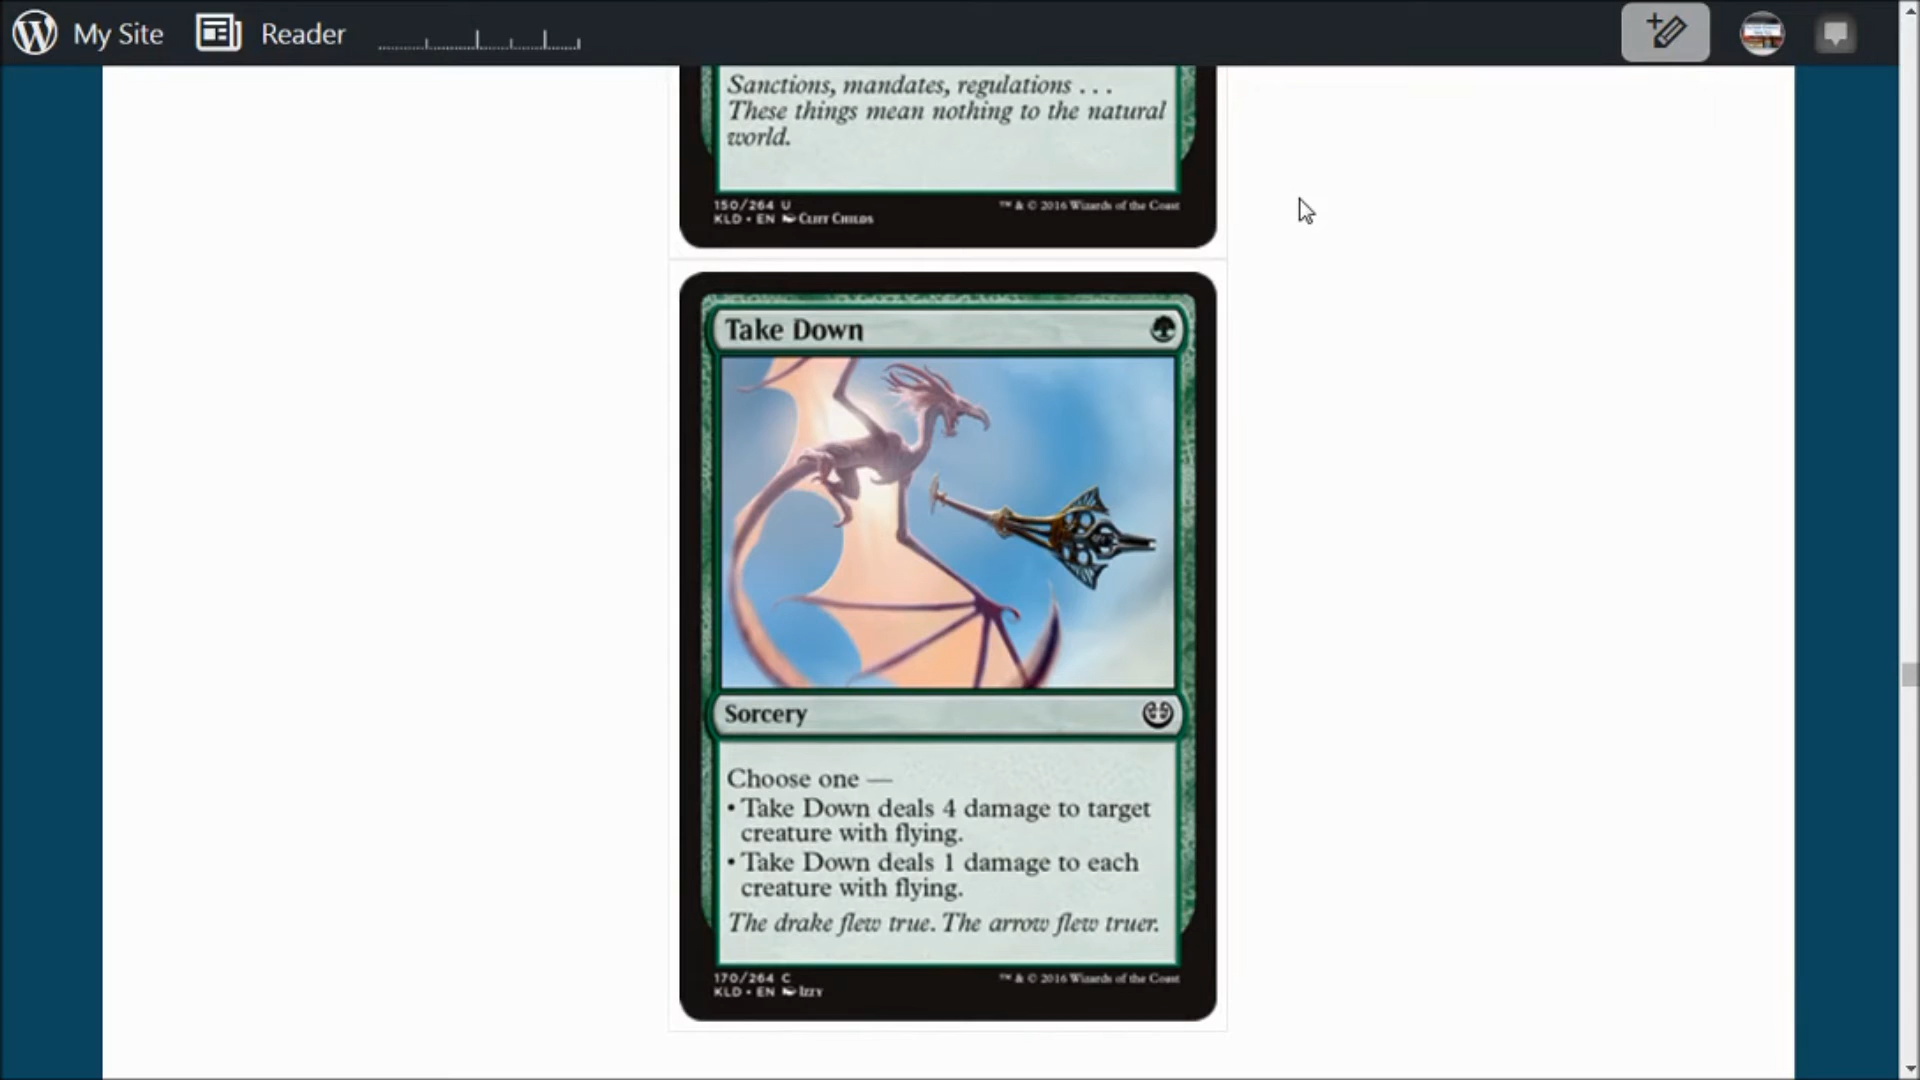 My Site
Reader
Sanctions, mandates, regulations . . .
These things mean nothing to the natural
world.
150/264 U
™ & © 2016 Wizards of the Coast
KLD • EN Cliff Childs
Take Down
Sorcery
Choose one —
• Take Down deals 4 damage to target
creature with flying.
• Take Down deals 1 damage to each
creature with flying.
The drake flew true. The arrow flew truer.
170/264 C
™ & © 2016 Wizards of the Coast
KLD • EN Izzy